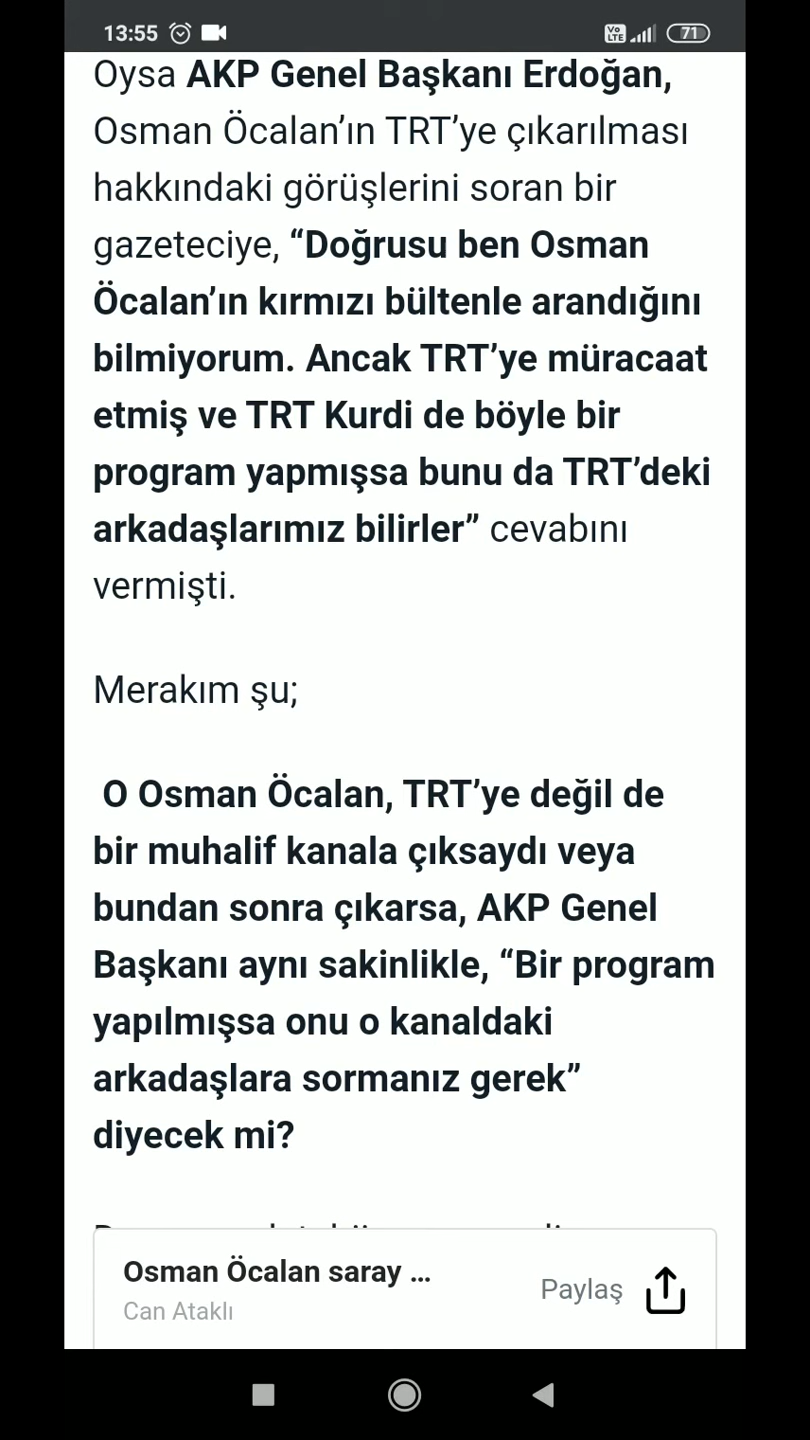 13:55
Vo LTE
71
Oysa AKP Genel Başkanı Erdoğan,
Osman Öcalan’ın TRT’ye çıkarılması
hakkındaki görüşlerini soran bir
gazeteciye, “Doğrusu ben Osman
Öcalan’ın kırmızı bültenle arandığını
bilmiyorum. Ancak TRT’ye müracaat
etmiş ve TRT Kurdi de böyle bir
program yapmışsa bunu da TRT’deki
arkadaşlarımız bilirler” cevabını
vermişti.
Merakım şu;
O Osman Öcalan, TRT’ye değil de
bir muhalif kanala çıksaydı veya
bundan sonra çıkarsa, AKP Genel
Başkanı aynı sakinlikle, “Bir program
yapılmışsa onu o kanaldaki
arkadaşlara sormanız gerek”
diyecek mi?
Osman Öcalan saray ...
Paylaş
Can Ataklı